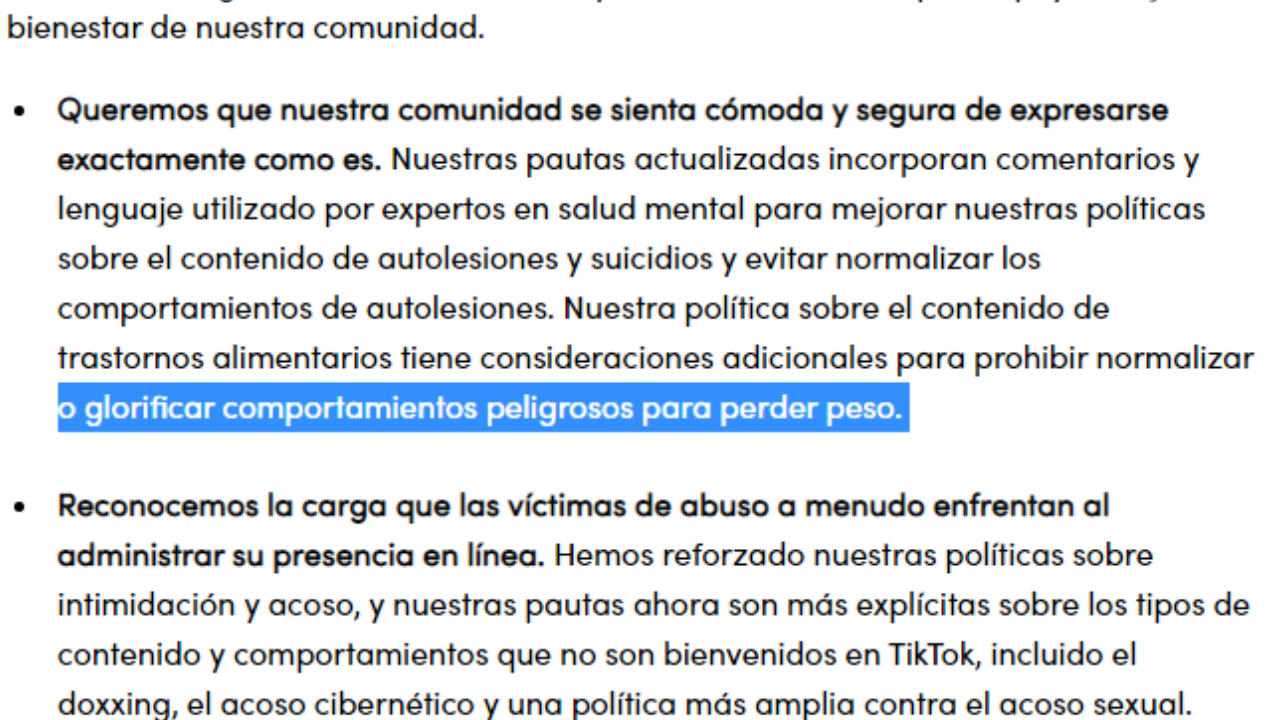 bienestar de nuestra comunidad.
• Queremos que nuestra comunidad se sienta cómoda y segura de expresarse
exactamente como es. Nuestras pautas actualizadas incorporan comentarios y
lenguaje utilizado por expertos en salud mental para mejorar nuestras políticas
sobre el contenido de autolesiones y suicidios y evitar normalizar los
comportamientos de autolesiones. Nuestra política sobre el contenido de
trastornos alimentarios tiene consideraciones adicionales para prohibir normalizar
o glorificar comportamientos peligrosos para perder peso.
• Reconocemos la carga que las víctimas de abuso a menudo enfrentan al
administrar su presencia en línea. Hemos reforzado nuestras políticas sobre
intimidación y acoso, y nuestras pautas ahora son más explícitas sobre los tipos de
contenido y comportamientos que no son bienvenidos en TikTok, incluido el
doxxing, el acoso cibernético y una política más amplia contra el acoso sexual.